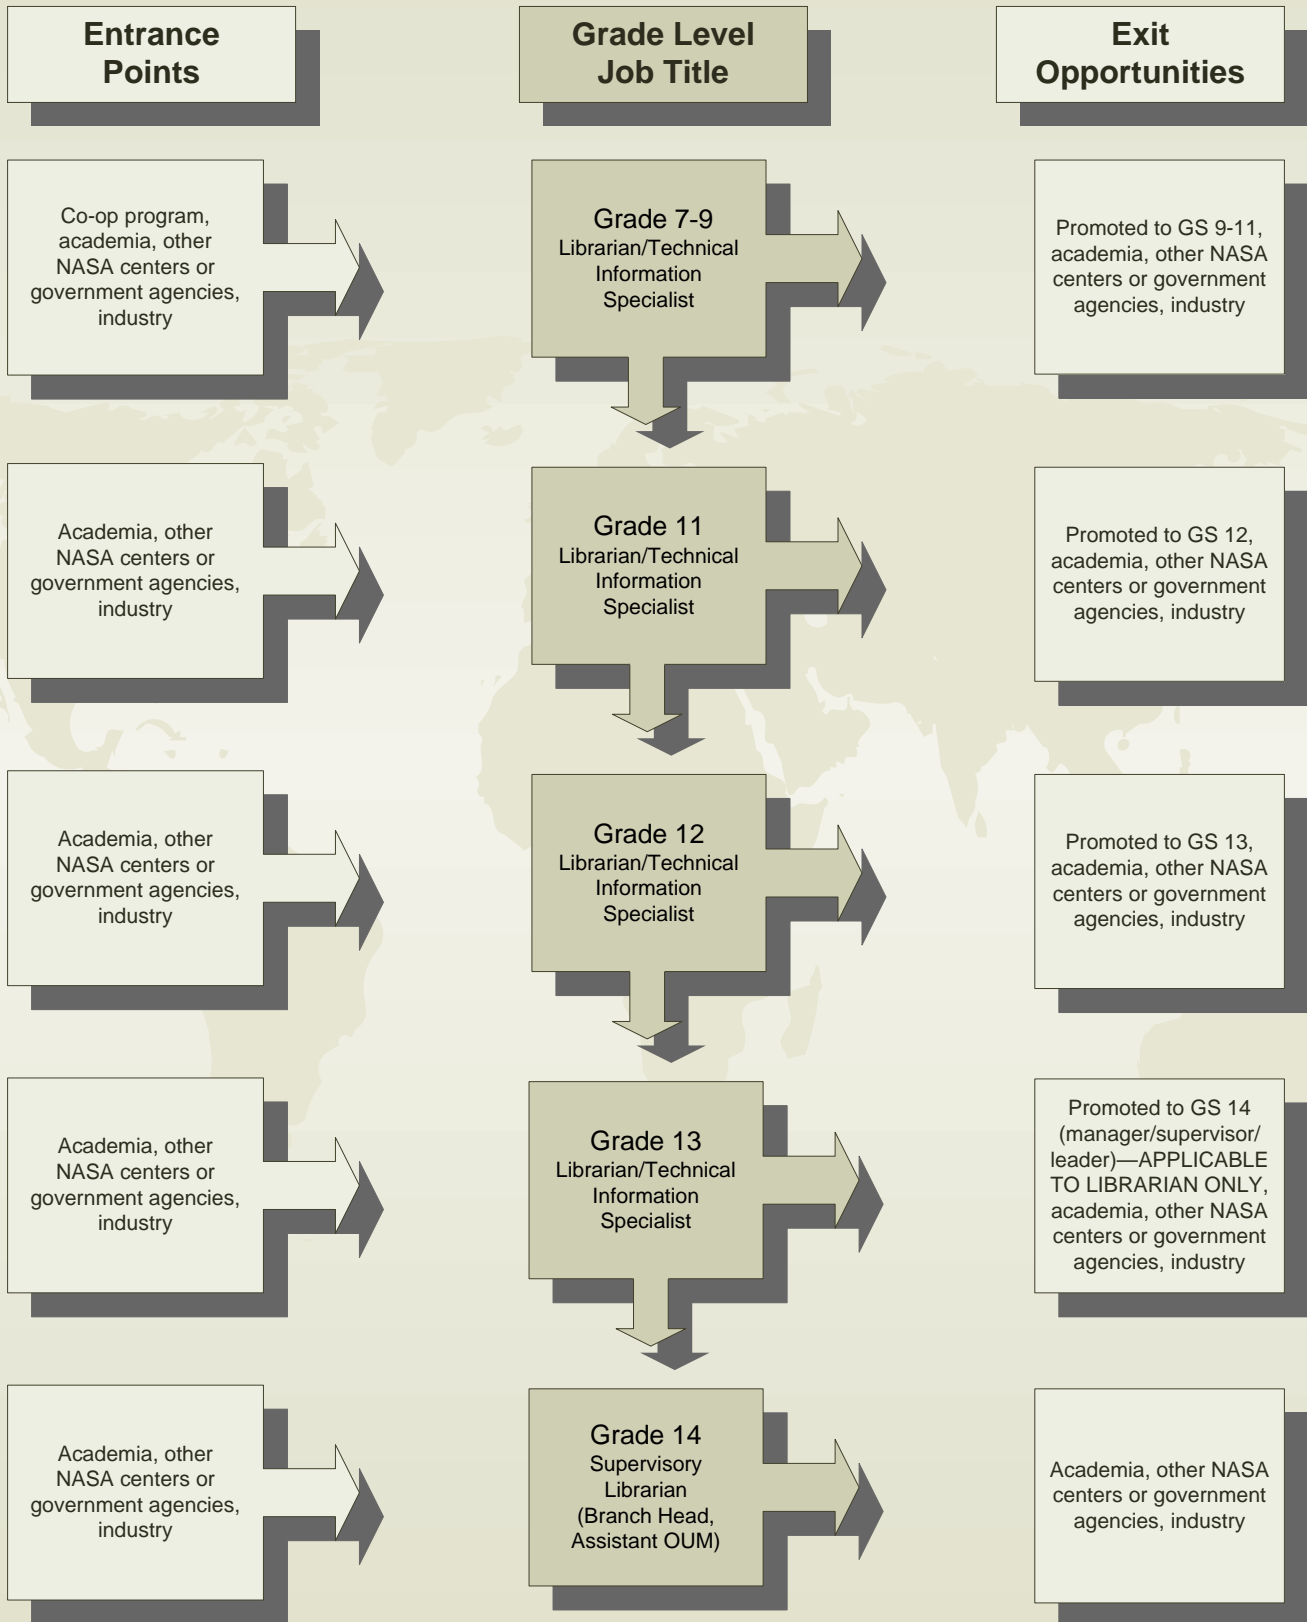 Entrance
Points
Grade Level
Job Title
Exit
Opportunities
Co-op program,
academia, other
NASA centers or
government agencies,
industry
Grade 7-9
Librarian/Technical
Information
Specialist
Promoted to GS 9-11,
academia, other NASA
centers or government
agencies, industry
Academia, other
NASA centers or
government agencies,
industry
Grade 11
Librarian/Technical
Information
Specialist
Promoted to GS 12,
academia, other NASA
centers or government
agencies, industry
Academia, other
NASA centers or
government agencies,
industry
Grade 12
Librarian/Technical
Information
Specialist
Promoted to GS 13,
academia, other NASA
centers or government
agencies, industry
Academia, other
NASA centers or
government agencies,
industry
Grade 13
Librarian/Technical
Information
Specialist
Promoted to GS 14
(manager/supervisor/
leader)—APPLICABLE
TO LIBRARIAN ONLY,
academia, other NASA
centers or government
agencies, industry
Academia, other
NASA centers or
government agencies,
industry
Grade 14
Supervisory
Librarian
(Branch Head,
Assistant OUM)
Academia, other NASA
centers or government
agencies, industry